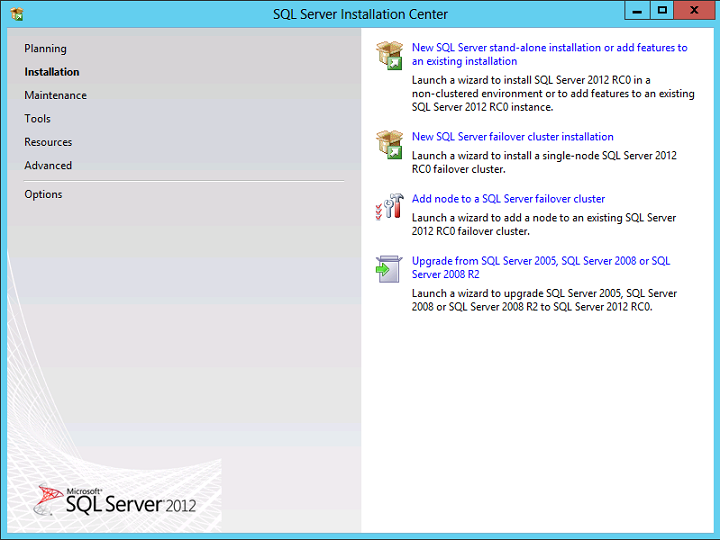 SQL Server Installation Center
Planning
Installation
Maintenance
Tools
Resources
Advanced
Options
New SQL Server stand-alone installation or add features to
an existing installation
Launch a wizard to install SQL Server 2012 RC0 in a
non-clustered environment or to add features to an existing
SQL Server 2012 RC0 instance.
New SQL Server failover cluster installation
Launch a wizard to install a single-node SQL Server 2012
RC0 failover cluster.
Add node to a SQL Server failover cluster
Launch a wizard to add a node to an existing SQL Server
2012 RC0 failover cluster.
Upgrade from SQL Server 2005, SQL Server 2008 or SQL
Server 2008 R2
Launch a wizard to upgrade SQL Server 2005, SQL Server
2008 or SQL Server 2008 R2 to SQL Server 2012 RC0.
Microsoft®
SQL Server® 2012